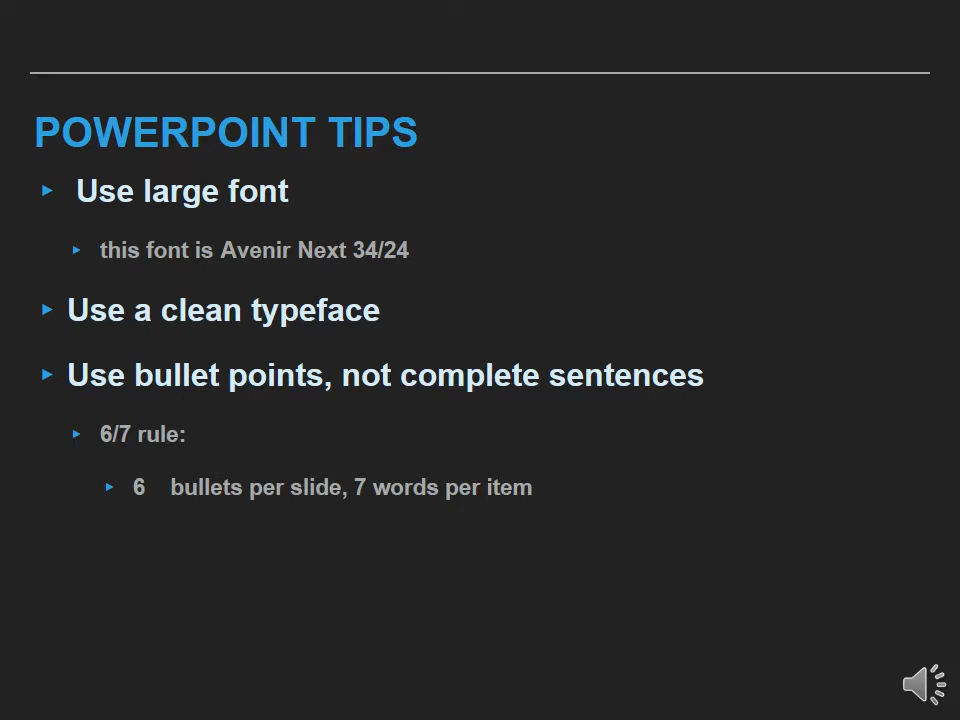 POWERPOINT TIPS
Use large font
this font is Avenir Next 34/24
Use a clean typeface
Use bullet points, not complete sentences
6/7 rule:
6 bullets per slide, 7 words per item